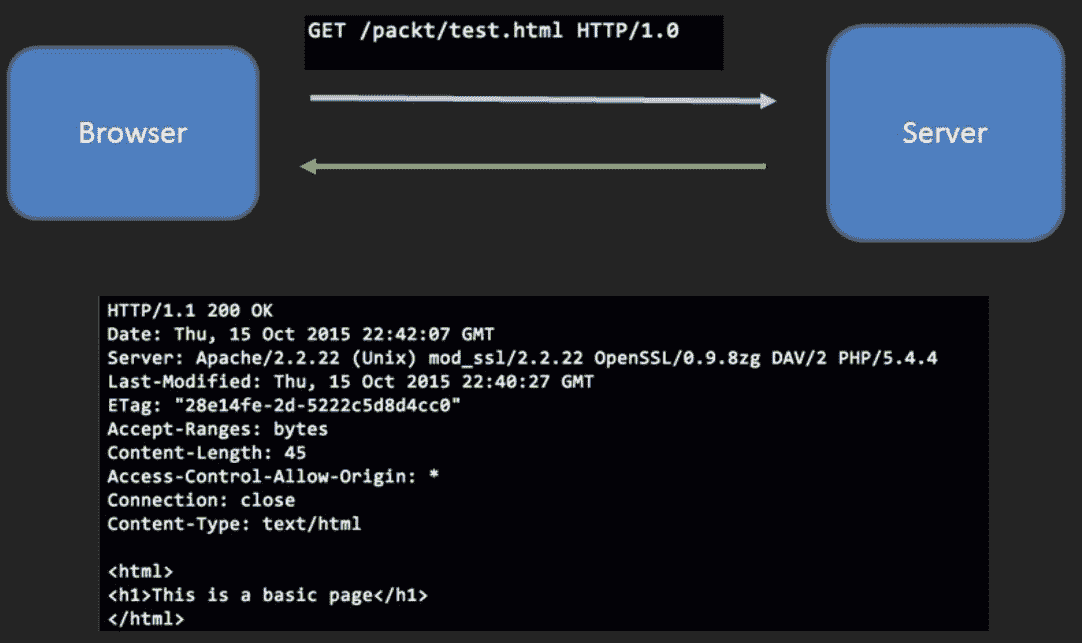 GET /packt/test.html HTTP/1.0
Browser
Server
HTTP/1.1 200 OK
Date: Thu, 15 Oct 2015 22:42:07 GMT
Server: Apache/2.2.22 (Unix) mod_ssl/2.2.22 OpenSSL/0.9.8zg DAV/2 PHP/5.4.4
Last-Modified: Thu, 15 Oct 2015 22:40:27 GMT
ETag: "28e14fe-2d-5222c5d8d4cc0"
Accept-Ranges: bytes
Content-Length: 45
Access-Control-Allow-Origin: *
Connection: close
Content-Type: text/html
<html>
<h1>This is a basic page</h1>
</html>